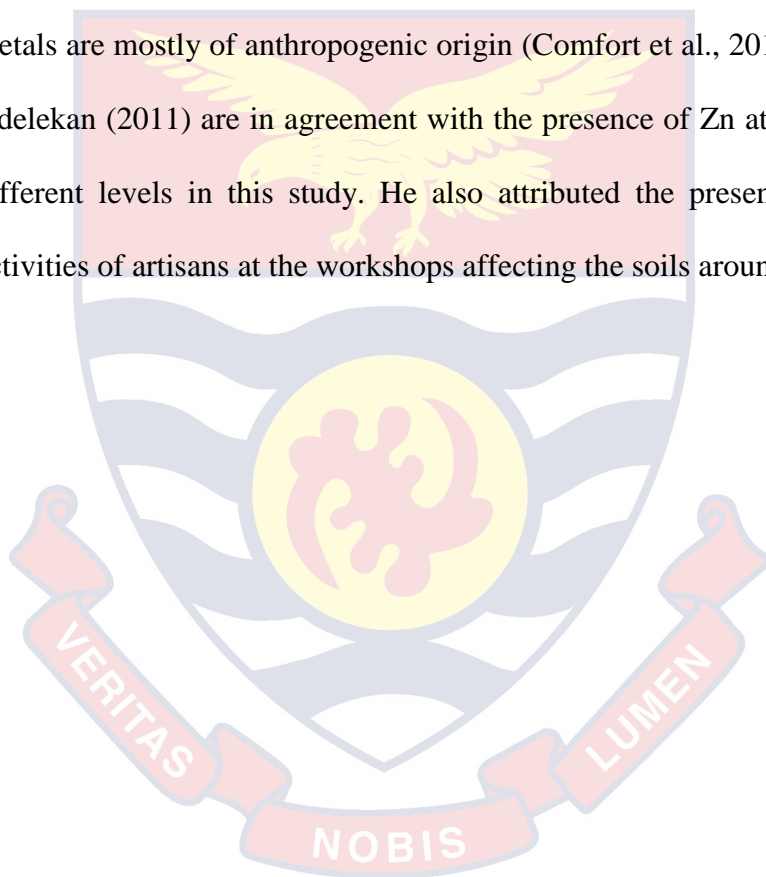 etals are mostly of anthropogenic origin (Comfort et al., 201
delekan (2011) are in agreement with the presence of Zn at
fferent levels in this study. He also attributed the presen
ctivities of artisans at the workshops affecting the soils aroun
VERITAS
NOBIS
LUMEN